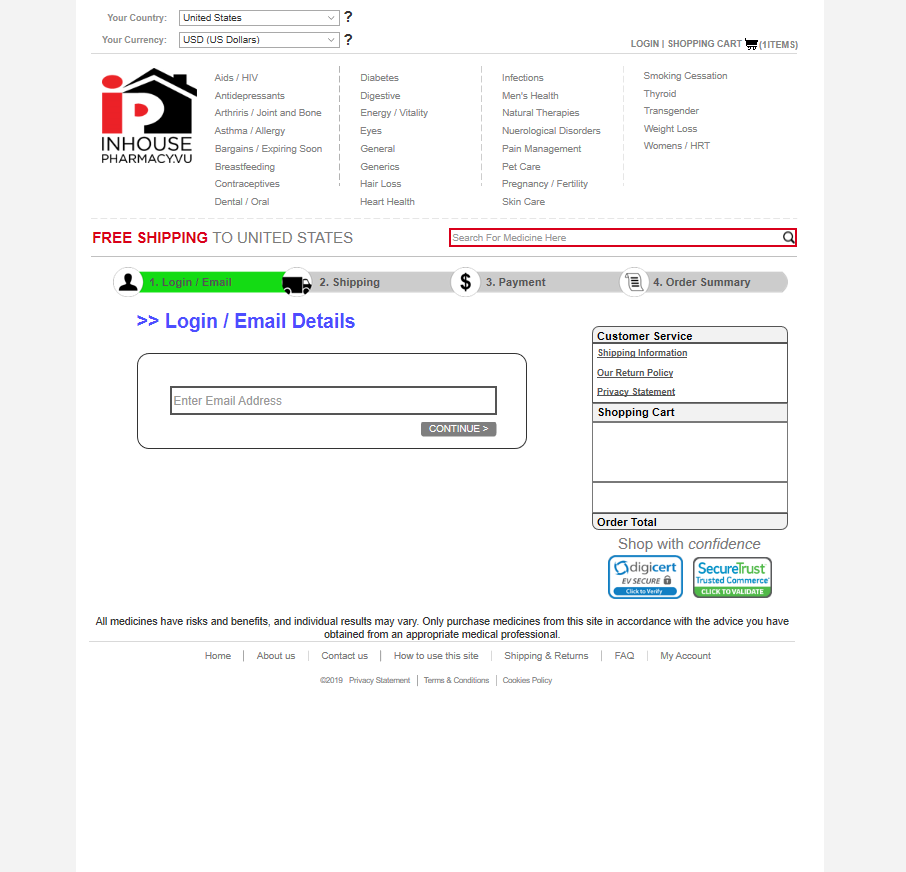 Your Country: United States ?
Your Currency: USD (US Dollars) ?
LOGIN | SHOPPING CART (1ITEMS)
iP
INHOUSE
PHARMACY.VU
Aids / HIV
Antidepressants
Arthriris / Joint and Bone
Asthma / Allergy
Bargains / Expiring Soon
Breastfeeding
Contraceptives
Dental / Oral
Diabetes
Digestive
Energy / Vitality
Eyes
General
Generics
Hair Loss
Heart Health
Infections
Men's Health
Natural Therapies
Nuerological Disorders
Pain Management
Pet Care
Pregnancy / Fertility
Skin Care
Smoking Cessation
Thyroid
Transgender
Weight Loss
Womens / HRT
FREE SHIPPING TO UNITED STATES
Search For Medicine Here
1. Login / Email
2. Shipping
$ 3. Payment
4. Order Summary
>> Login / Email Details
Enter Email Address
CONTINUE >
Customer Service
Shipping Information
Our Return Policy
Privacy Statement
Shopping Cart
Order Total
Shop with confidence
digicert
EV SECURE
Click to Verify
SecureTrust
Trusted Commerce
CLICK TO VALIDATE
All medicines have risks and benefits, and individual results may vary. Only purchase medicines from this site in accordance with the advice you have
obtained from an appropriate medical professional.
Home | About us | Contact us | How to use this site | Shipping & Returns | FAQ | My Account
©2019 Privacy Statement | Terms & Conditions | Cookies Policy